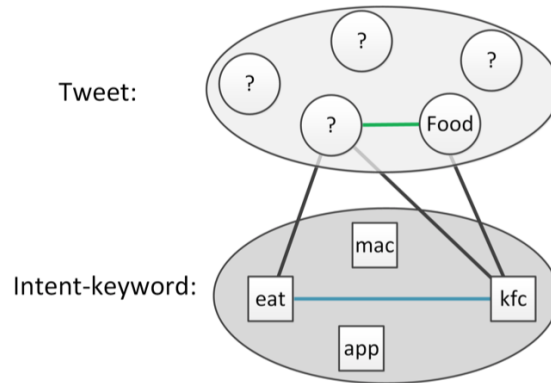 ?
?
?
Tweet:
?
Food
mac
Intent-keyword:
eat
kfc
app